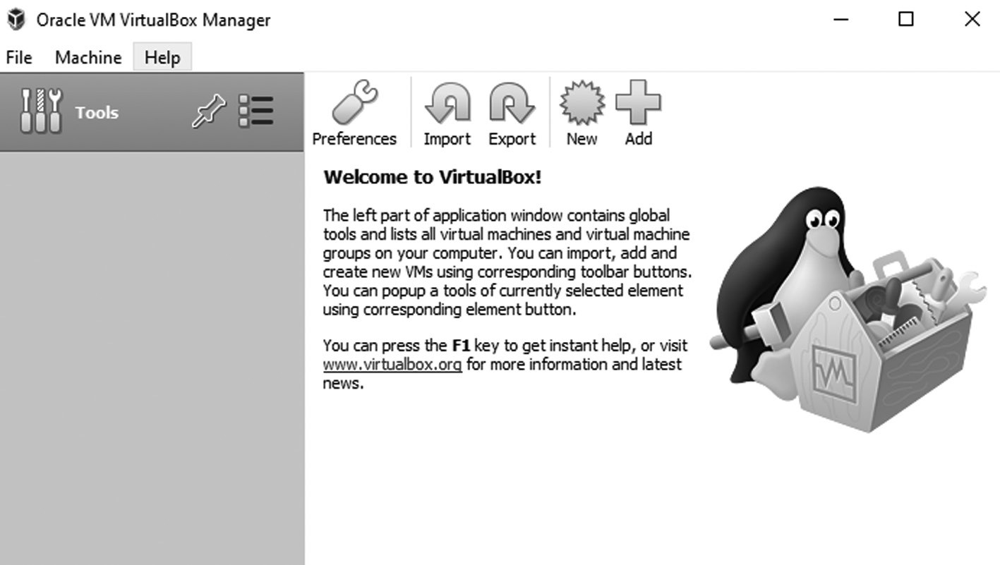 Oracle VM VirtualBox Manager
File Machine Help
Tools
Preferences Import Export New Add
Welcome to VirtualBox!
The left part of application window contains global
tools and lists all virtual machines and virtual machine
groups on your computer. You can import, add and
create new VMs using corresponding toolbar buttons.
You can popup a tools of currently selected element
using corresponding element button.
You can press the F1 key to get instant help, or visit
www.virtualbox.org for more information and latest
news.